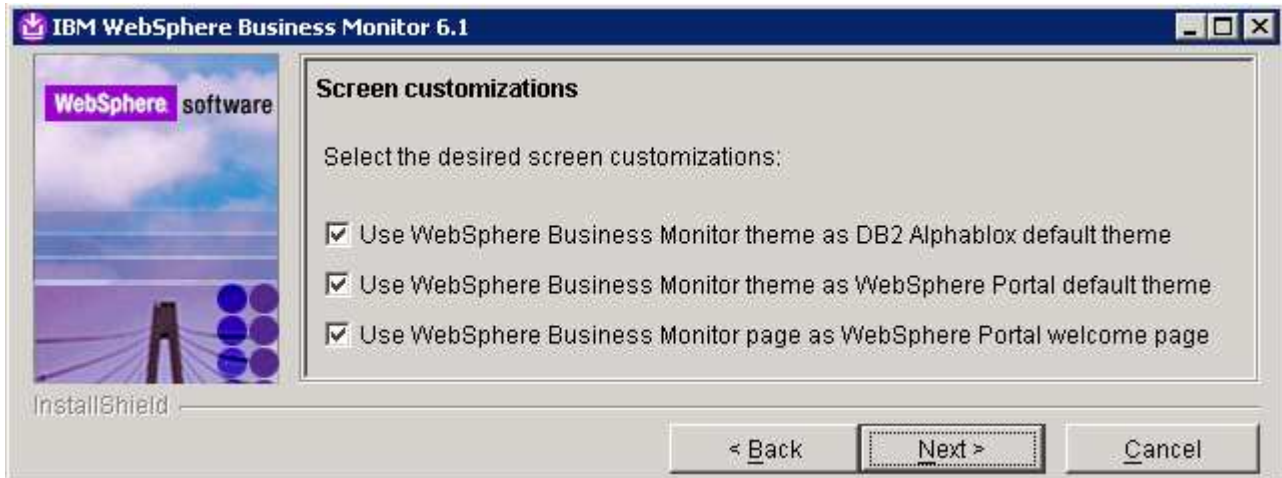 IBM WebSphere Business Monitor 6.1
WebSphere software
Screen customizations
Select the desired screen customizations:
Use WebSphere Business Monitor theme as DB2 Alphablox default theme
Use WebSphere Business Monitor theme as WebSphere Portal default theme
Use WebSphere Business Monitor page as WebSphere Portal welcome page
InstallShield
< Back
Next >
Cancel